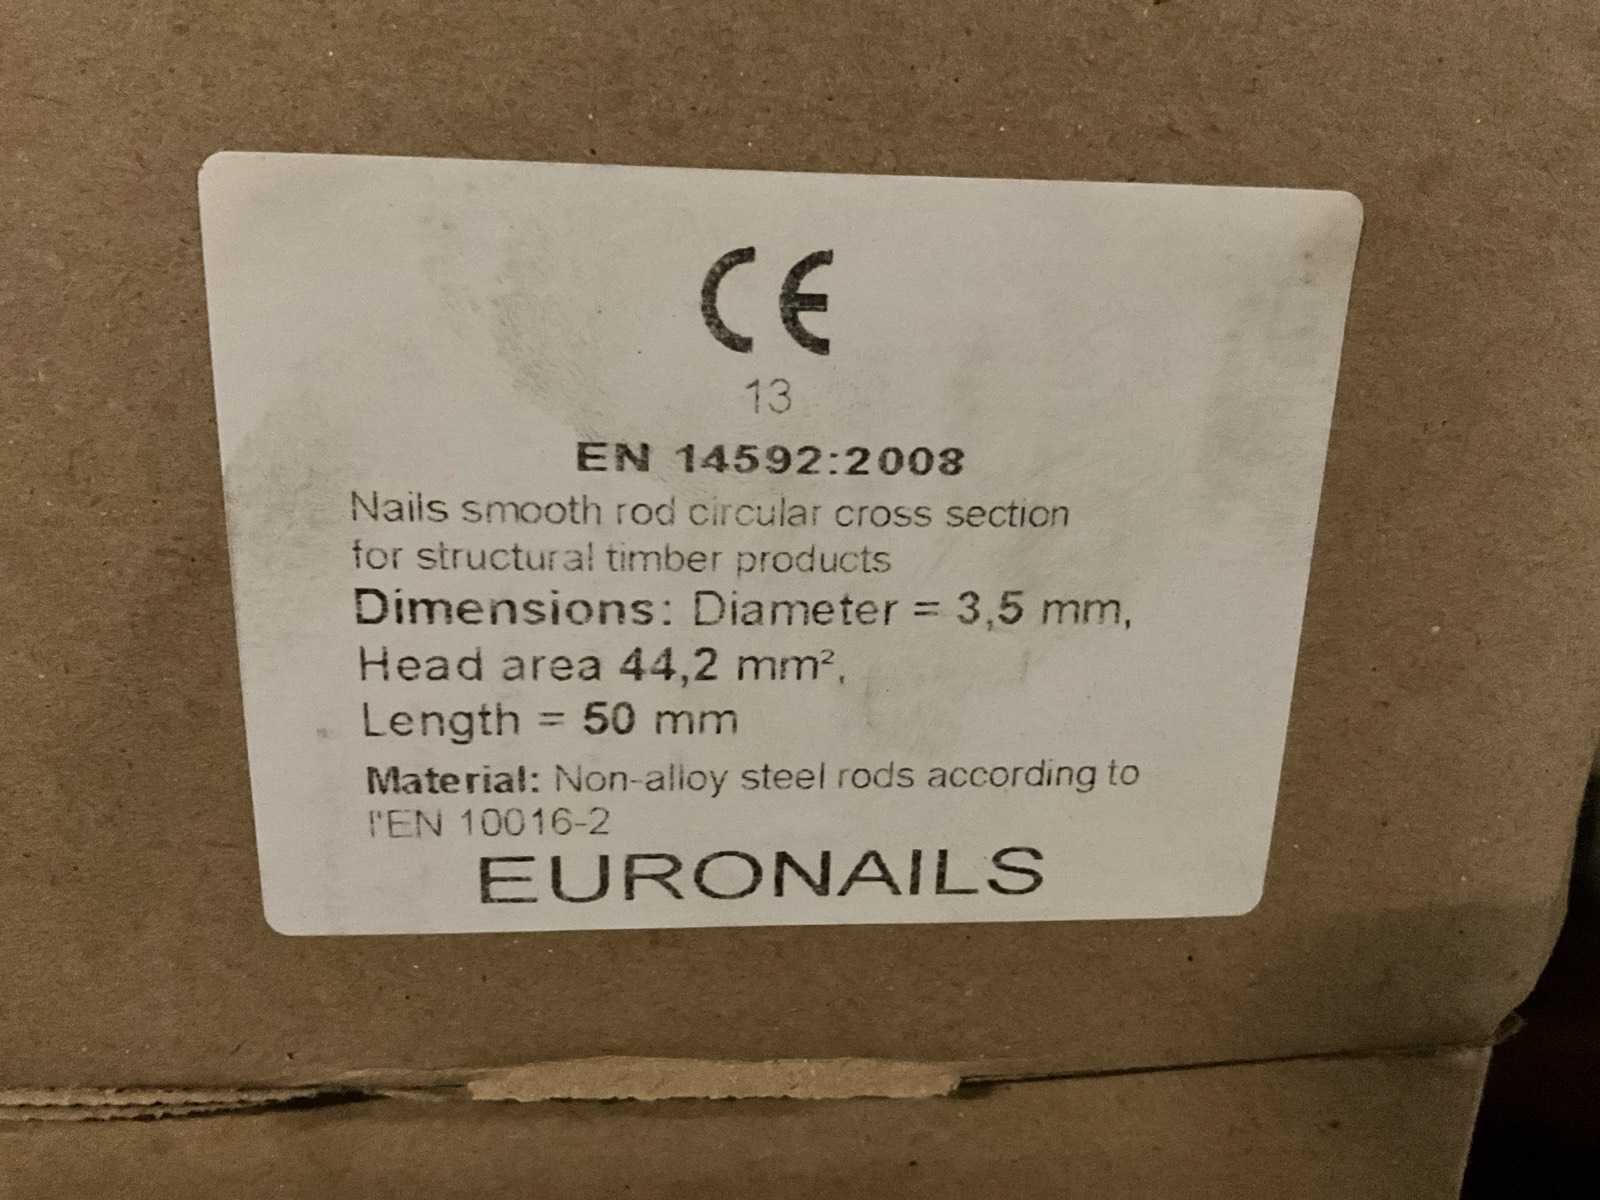 CE
13
EN 14592:2008
Nails smooth rod circular cross section
for structural timber products
Dimensions: Diameter = 3,5 mm,
Head area 44,2 mm²,
Length = 50 mm
Material: Non-alloy steel rods according to
l'EN 10016-2
EURONAILS